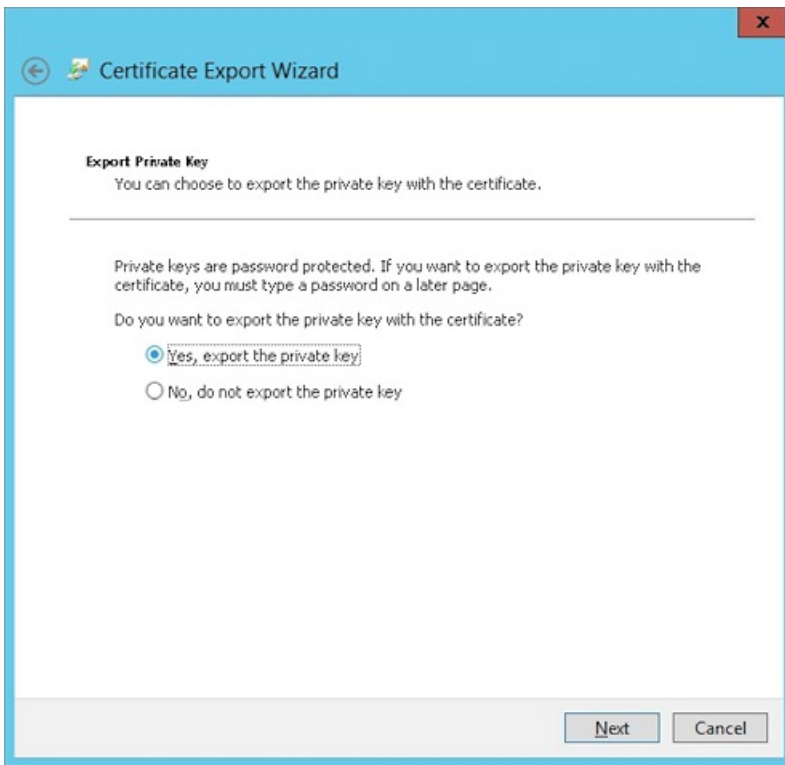 x
Certificate Export Wizard
Export Private Key
You can choose to export the private key with the certificate.
Private keys are password protected. If you want to export the private key with the
certificate, you must type a password on a later page.
Do you want to export the private key with the certificate?
Yes, export the private key
No, do not export the private key
Next Cancel